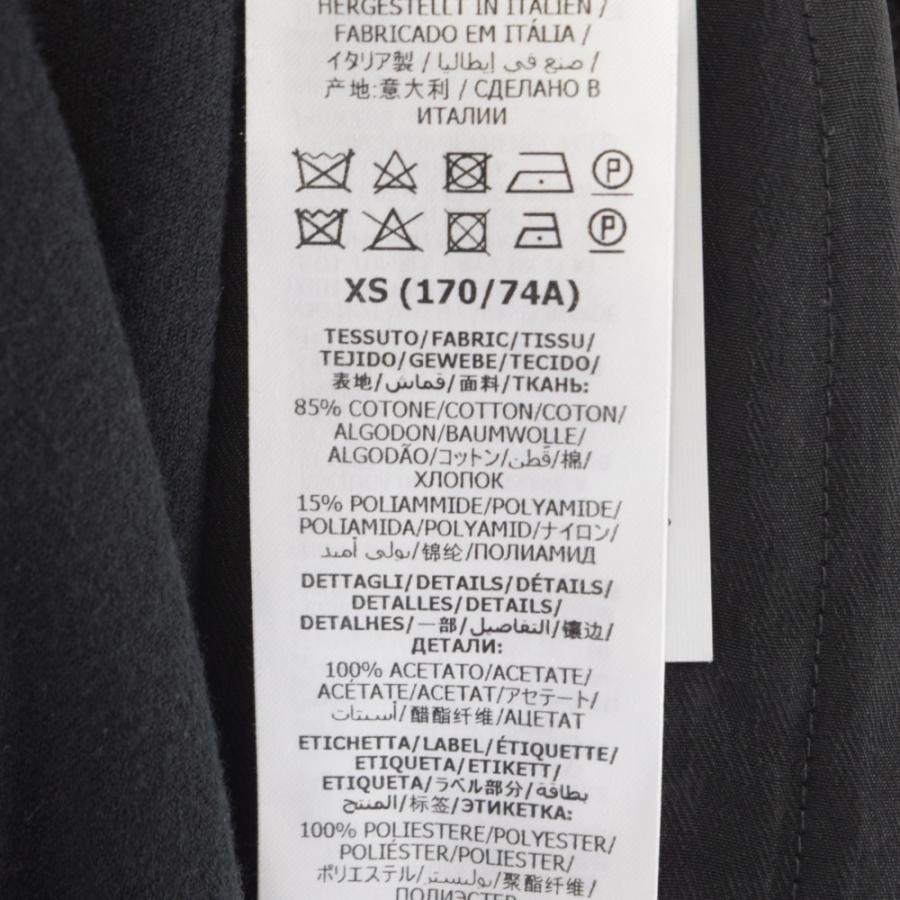 HERGESTELLT IN ITALIEN /
FABRICADO EM ITÁLIA /
イタリア製 / صنع في إيطاليا /
产地:意大利 / СДЕЛАНО В
ИТАЛИИ
P
P
XS (170/74A)
TESSUTO/FABRIC/TISSU/
TEJIDO/GEWEBE/TECIDO/
表地/قماش/面料/ТКАНЬ:
85% COTONE/COTTON/COTON/
ALGODON/BAUMWOLLE/
ALGODÃO/コットン/قطن/棉/
ХЛОПОК
15% POLIAMMIDE/POLYAMIDE/
POLIAMIDA/POLYAMID/ナイロン/
بولى أميد/锦纶/ПОЛИАМИД
DETTAGLI/DETAILS/DÉTAILS/
DETALLES/DETAILS/
DETALHES/一部/التفاصيل/镶边/
ДЕТАЛИ:
100% ACETATO/ACETATE/
ACÉTATE/ACETAT/アセテート/
أسيتات/醋酯纤维/АЦЕТАТ
ETICHETTA/LABEL/ÉTIQUETTE/
ETIQUETA/ETIKETT/
ETIQUETA/ラベル部分/بطاقة
المنتج/标签/ЭТИКЕТКА:
100% POLIESTERE/POLYESTER/
POLIÉSTER/POLYESTER/
ポリエステル/بوليستر/聚酯纤维/
ПОЛИЭСТЕР